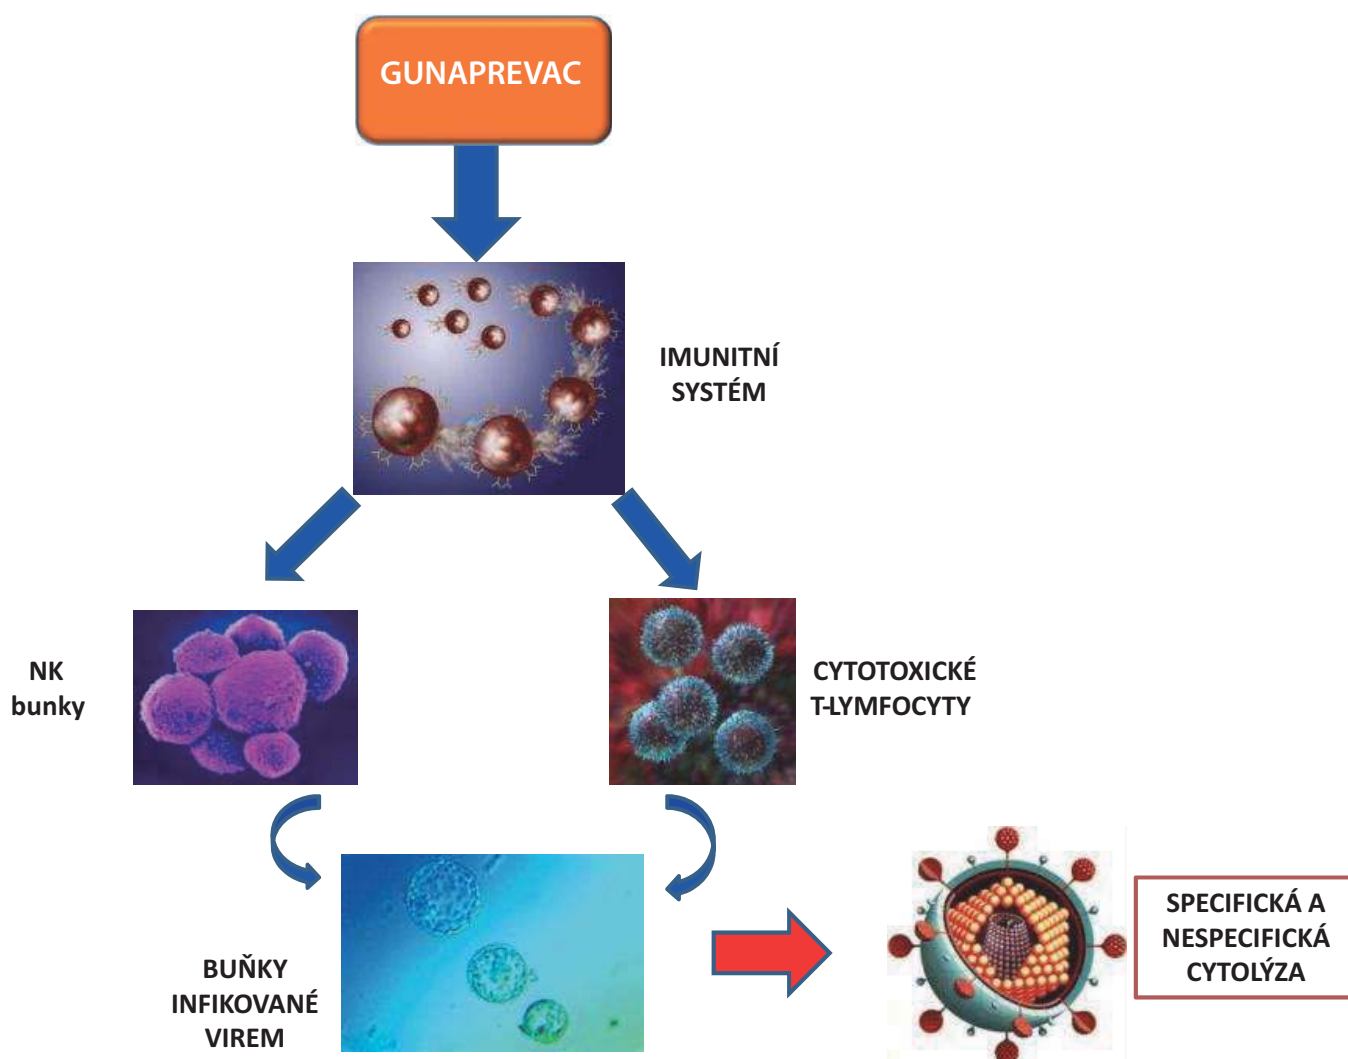 GUNAPREVAC
IMUNITNÍ
SYSTÉM
NK
bunky
CYTOTOXICKÉ
T-LYMFOCYTY
BUŇKY
INFIKOVANÉ
VIREM
SPECIFICKÁ A
NESPECIFICKÁ
CYTOLÝZA